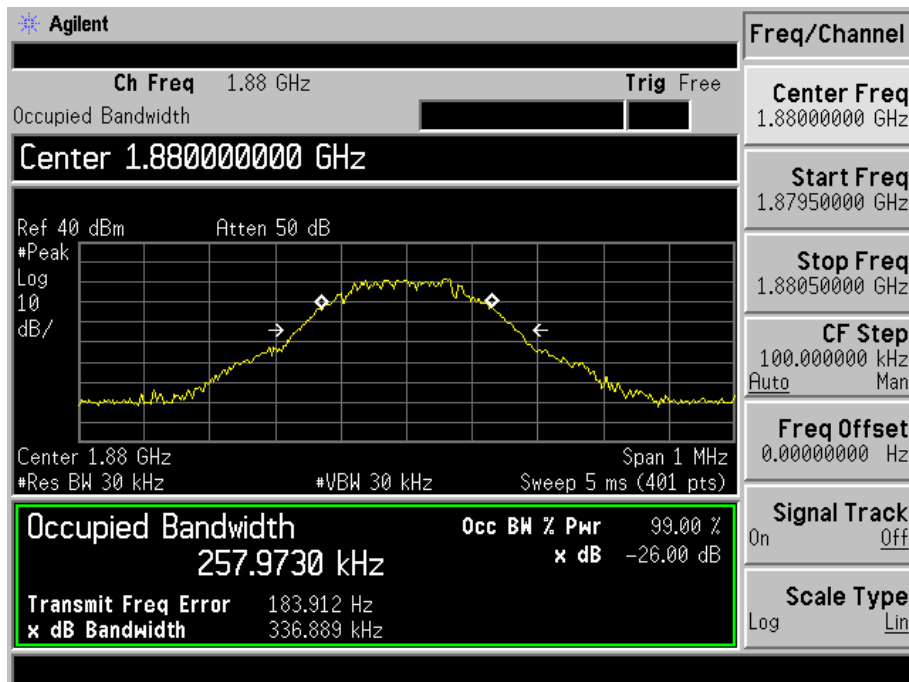 Agilent
Freq/Channel
Ch Freq 1.88 GHz Trig Free
Occupied Bandwidth
Center 1.880000000 GHz
Ref 40 dBm Atten 50 dB
#Peak
Log
10
dB/
Center 1.88 GHz Span 1 MHz
#Res BW 30 kHz #VBW 30 kHz Sweep 5 ms (401 pts)
Occupied Bandwidth
257.9730 kHz
Occ BW % Pwr 99.00 %
x dB -26.00 dB
Transmit Freq Error 183.912 Hz
x dB Bandwidth 336.889 kHz
Center Freq
1.88000000 GHz
Start Freq
1.87950000 GHz
Stop Freq
1.88050000 GHz
CF Step
100.000000 kHz
Auto Man
Freq Offset
0.00000000 Hz
Signal Track
On Off
Scale Type
Log Lin